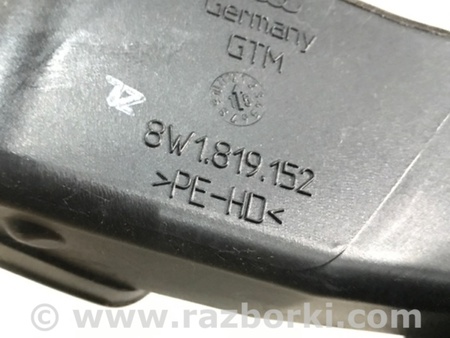 Germany
GTM
8W1.819.152
>PE-HD<
© www.razborki.com